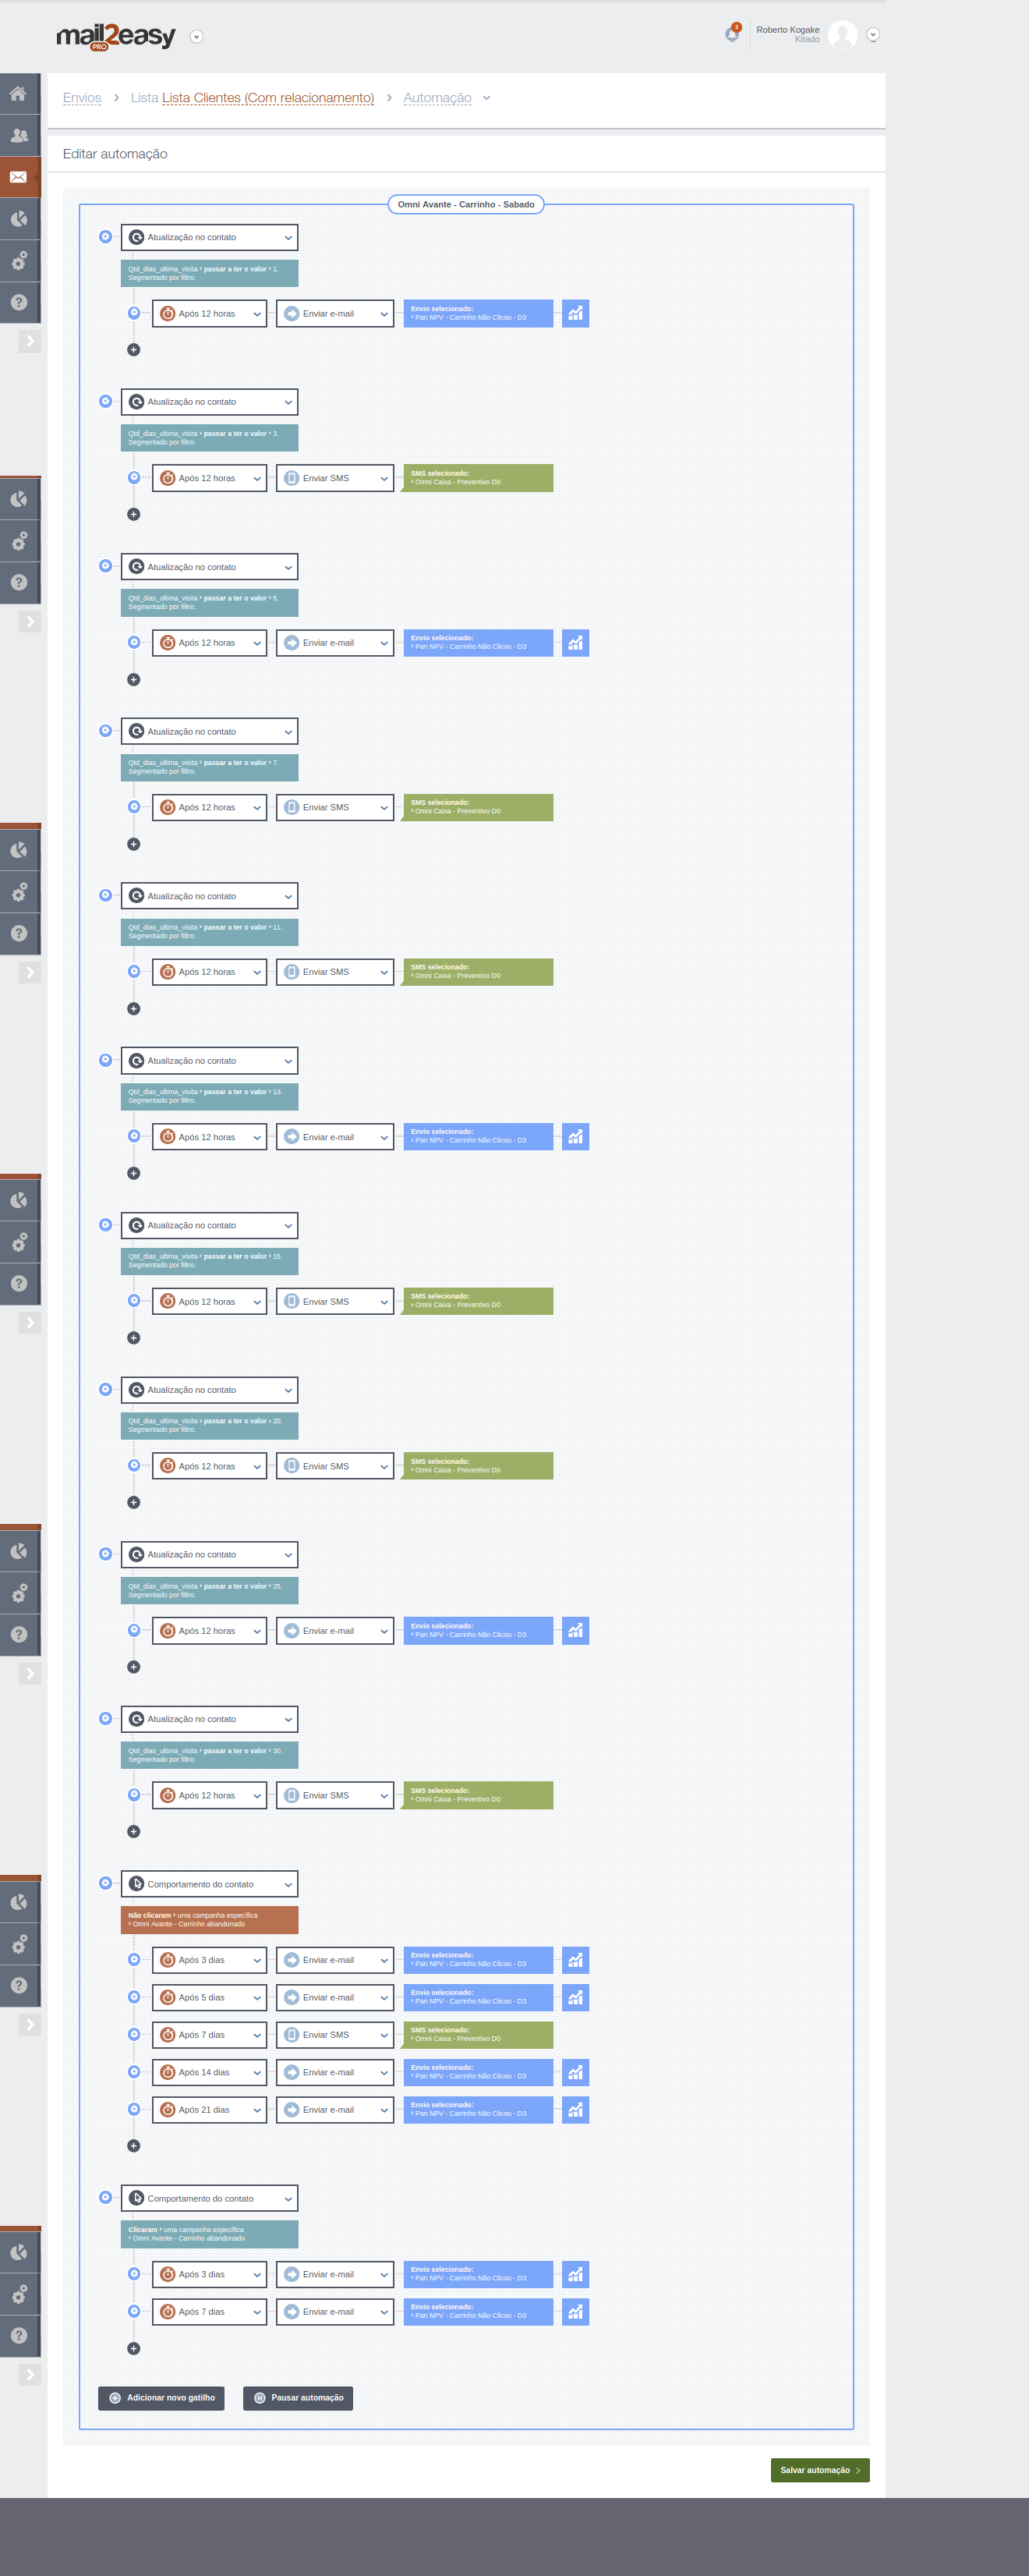 mail2easy
PRO
3
Roberto Kogake
Kitado
Envios › Lista Lista Clientes (Com relacionamento) › Automação
Editar automação
Omni Avante - Carrinho - Sabado
Atualização no contato
Qtd_dias_ultima_visita › passar a ter o valor › 1.
Segmentado por filtro.
Após 12 horas
Enviar e-mail
Envio selecionado:
› Pan NPV - Carrinho Não Clicou - D3
Atualização no contato
Qtd_dias_ultima_visita › passar a ter o valor › 3.
Segmentado por filtro.
Após 12 horas
Enviar SMS
SMS selecionado:
› Omni Caixa - Preventivo D0
Atualização no contato
Qtd_dias_ultima_visita › passar a ter o valor › 5.
Segmentado por filtro.
Após 12 horas
Enviar e-mail
Envio selecionado:
› Pan NPV - Carrinho Não Clicou - D3
Atualização no contato
Qtd_dias_ultima_visita › passar a ter o valor › 7.
Segmentado por filtro.
Após 12 horas
Enviar SMS
SMS selecionado:
› Omni Caixa - Preventivo D0
Atualização no contato
Qtd_dias_ultima_visita › passar a ter o valor › 11.
Segmentado por filtro.
Após 12 horas
Enviar SMS
SMS selecionado:
› Omni Caixa - Preventivo D0
Atualização no contato
Qtd_dias_ultima_visita › passar a ter o valor › 13.
Segmentado por filtro.
Após 12 horas
Enviar e-mail
Envio selecionado:
› Pan NPV - Carrinho Não Clicou - D3
Atualização no contato
Qtd_dias_ultima_visita › passar a ter o valor › 15.
Segmentado por filtro.
Após 12 horas
Enviar SMS
SMS selecionado:
› Omni Caixa - Preventivo D0
Atualização no contato
Qtd_dias_ultima_visita › passar a ter o valor › 20.
Segmentado por filtro.
Após 12 horas
Enviar SMS
SMS selecionado:
› Omni Caixa - Preventivo D0
Atualização no contato
Qtd_dias_ultima_visita › passar a ter o valor › 25.
Segmentado por filtro.
Após 12 horas
Enviar e-mail
Envio selecionado:
› Pan NPV - Carrinho Não Clicou - D3
Atualização no contato
Qtd_dias_ultima_visita › passar a ter o valor › 30.
Segmentado por filtro.
Após 12 horas
Enviar SMS
SMS selecionado:
› Omni Caixa - Preventivo D0
Comportamento do contato
Não clicaram › uma campanha específica
› Omni Avante - Carrinho abandonado
Após 3 dias
Enviar e-mail
Envio selecionado:
› Pan NPV - Carrinho Não Clicou - D3
Após 5 dias
Enviar e-mail
Envio selecionado:
› Pan NPV - Carrinho Não Clicou - D3
Após 7 dias
Enviar SMS
SMS selecionado:
› Omni Caixa - Preventivo D0
Após 14 dias
Enviar e-mail
Envio selecionado:
› Pan NPV - Carrinho Não Clicou - D3
Após 21 dias
Enviar e-mail
Envio selecionado:
› Pan NPV - Carrinho Não Clicou - D3
Comportamento do contato
Clicaram › uma campanha específica
› Omni Avante - Carrinho abandonado
Após 3 dias
Enviar e-mail
Envio selecionado:
› Pan NPV - Carrinho Não Clicou - D3
Após 7 dias
Enviar e-mail
Envio selecionado:
› Pan NPV - Carrinho Não Clicou - D3
Adicionar novo gatilho
Pausar automação
Salvar automação